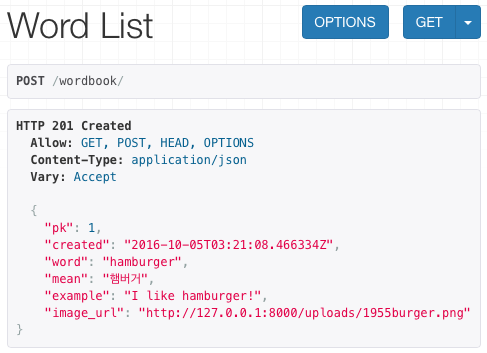 Word List
OPTIONS GET
POST /wordbook/
HTTP 201 Created
Allow: GET, POST, HEAD, OPTIONS
Content-Type: application/json
Vary: Accept
{
"pk": 1,
"created": "2016-10-05T03:21:08.466334Z",
"word": "hamburger",
"mean": "햄버거",
"example": "I like hamburger!",
"image_url": "http://127.0.0.1:8000/uploads/1955burger.png"
}